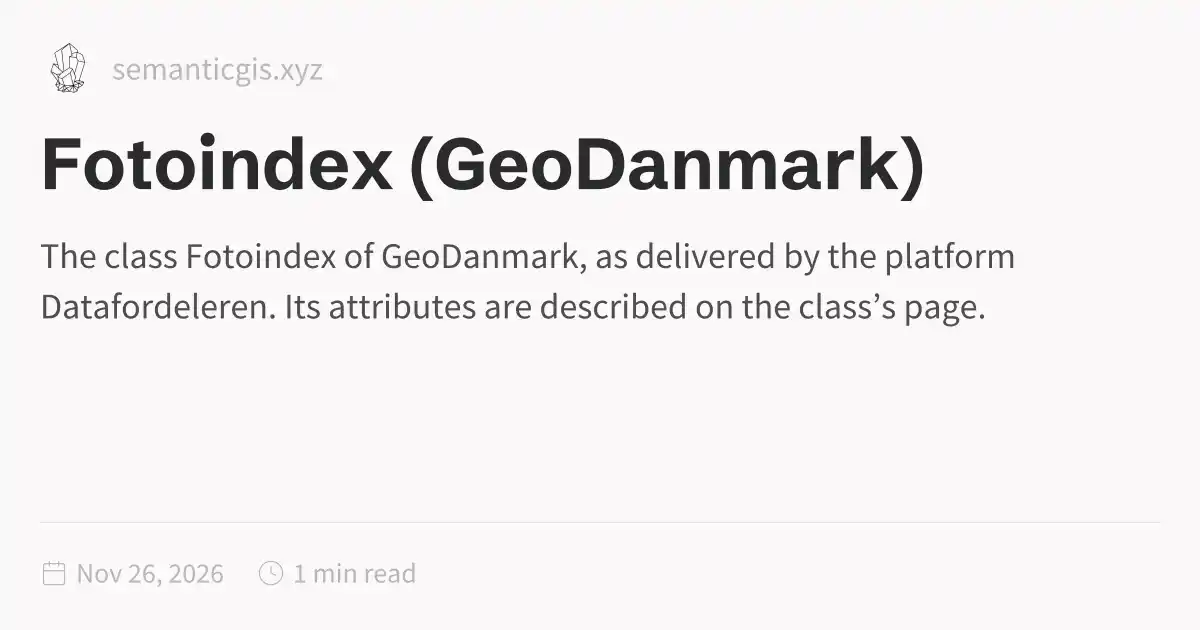 semanticgis.xyz
Fotoindex (GeoDanmark)
The class Fotoindex of GeoDanmark, as delivered by the platform
Datafordeleren. Its attributes are described on the class’s page.
Nov 26, 2026 1 min read